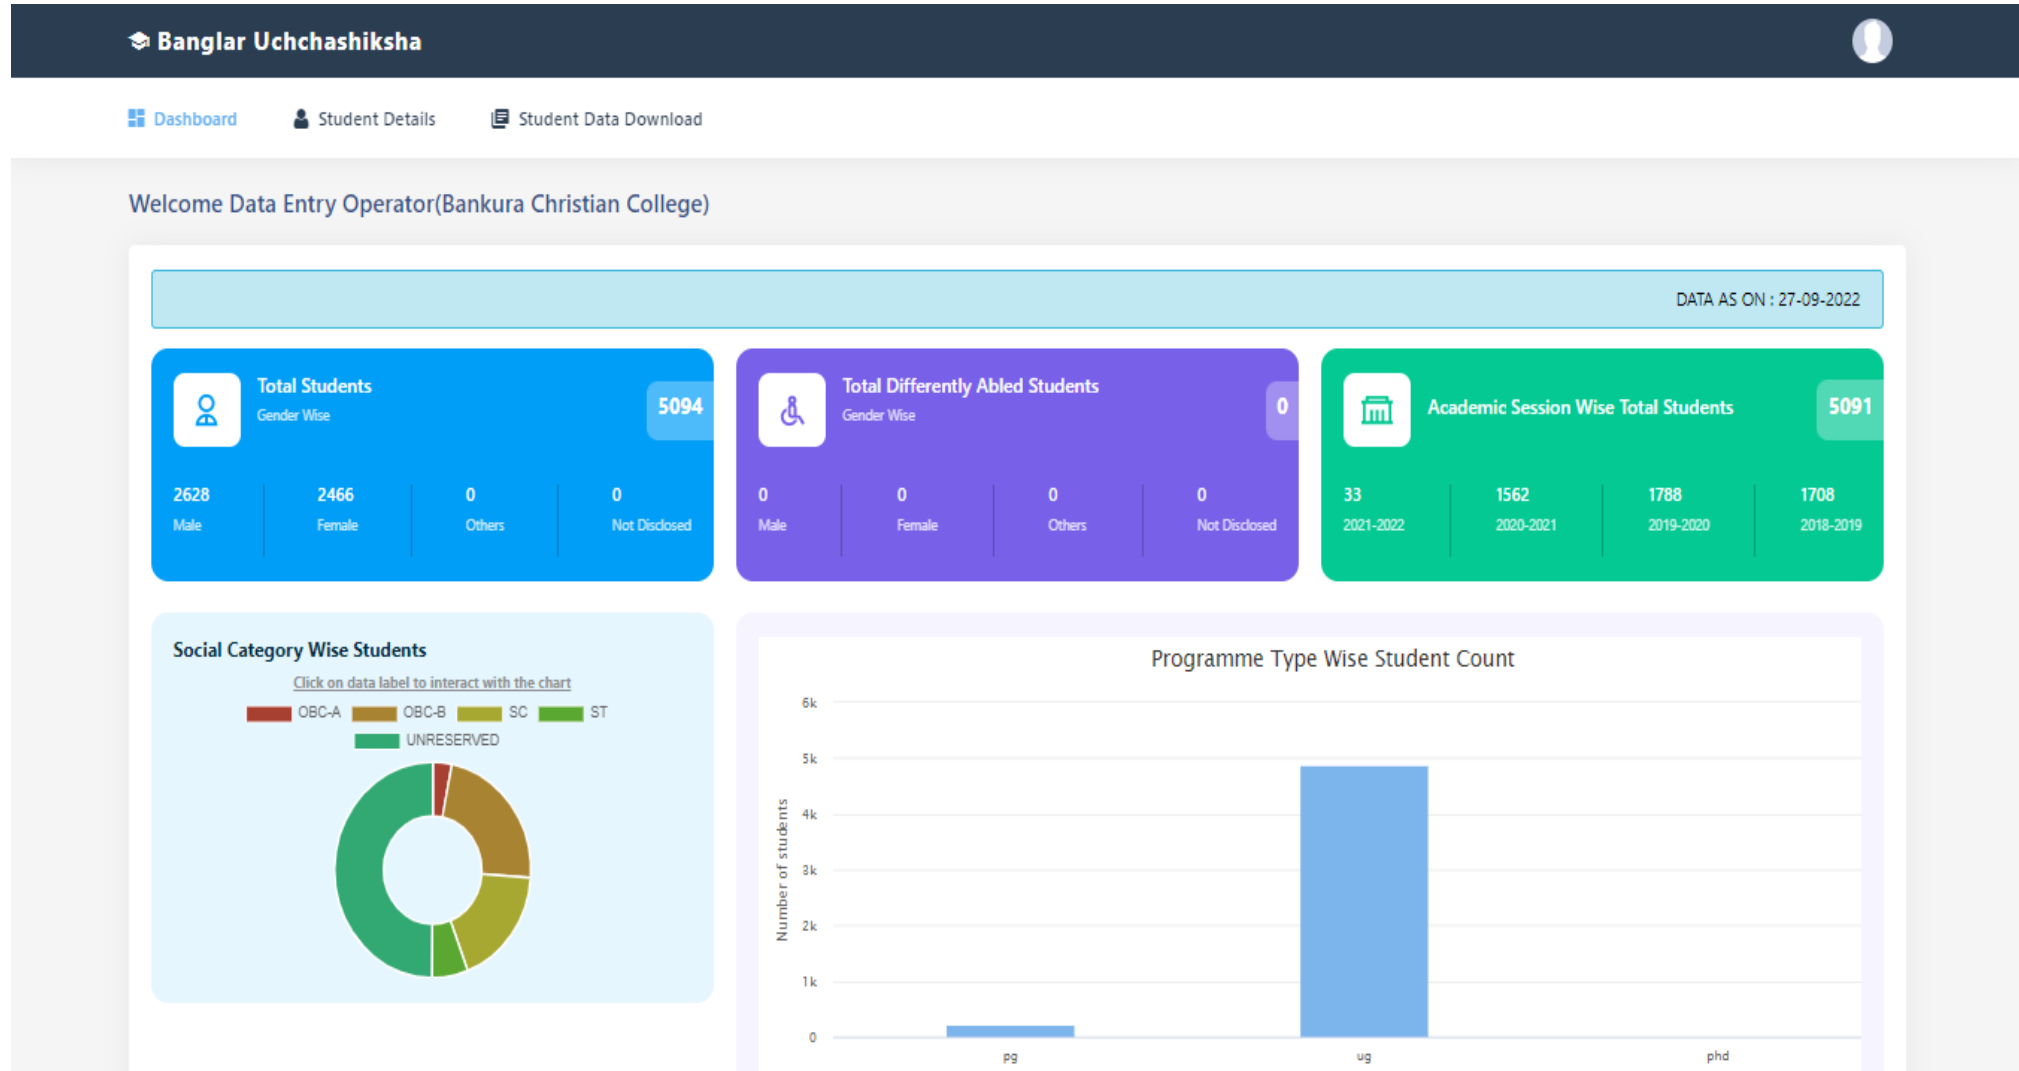 Banglar Uchchashiksha
Dashboard Student Details Student Data Download
Welcome Data Entry Operator(Bankura Christian College)
DATA AS ON : 27-09-2022
Total Students
Gender Wise
5094
2628 2466 0 0
Male Female Others Not Disclosed
Total Differently Abled Students
Gender Wise
0
0 0 0 0
Male Female Others Not Disclosed
Academic Session Wise Total Students 5091
33 1562 1788 1708
2021-2022 2020-2021 2019-2020 2018-2019
Social Category Wise Students
Click on data label to interact with the chart
OBC-A OBC-B SC ST
UNRESERVED
Programme Type Wise Student Count
Number of students
6k
5k
4k
3k
2k
1k
0
pg ug phd